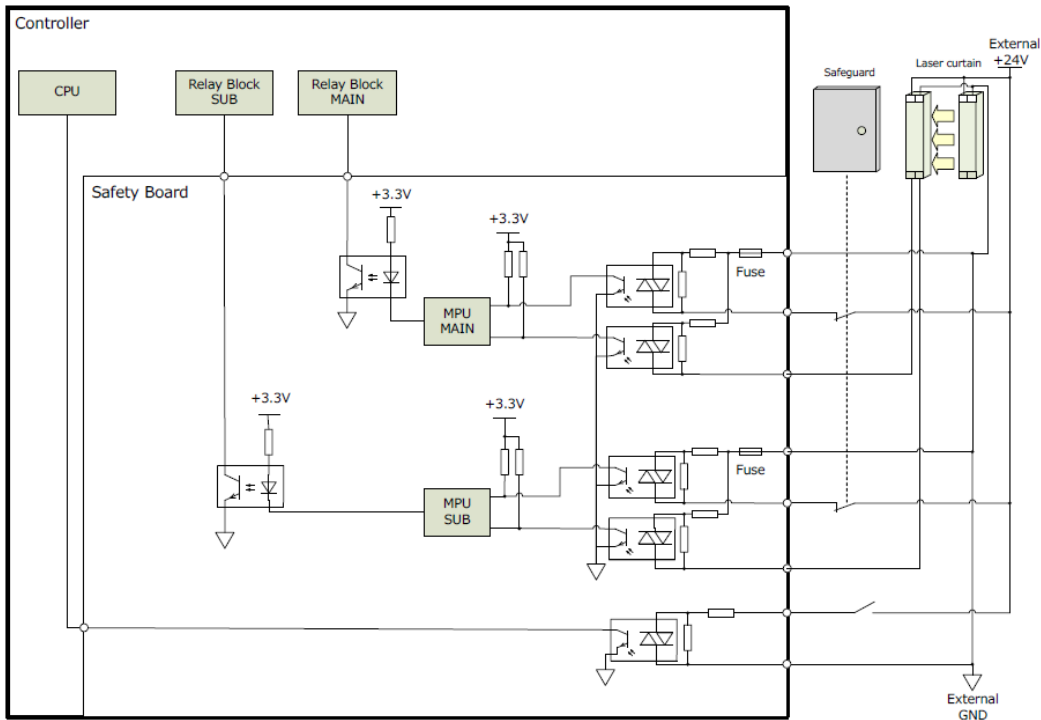 Controller
External
+24V
Laser curtain
Safeguard
CPU
Relay Block
SUB
Relay Block
MAIN
Safety Board
+3.3V
+3.3V
Fuse
MPU
MAIN
+3.3V
+3.3V
Fuse
MPU
SUB
External
GND